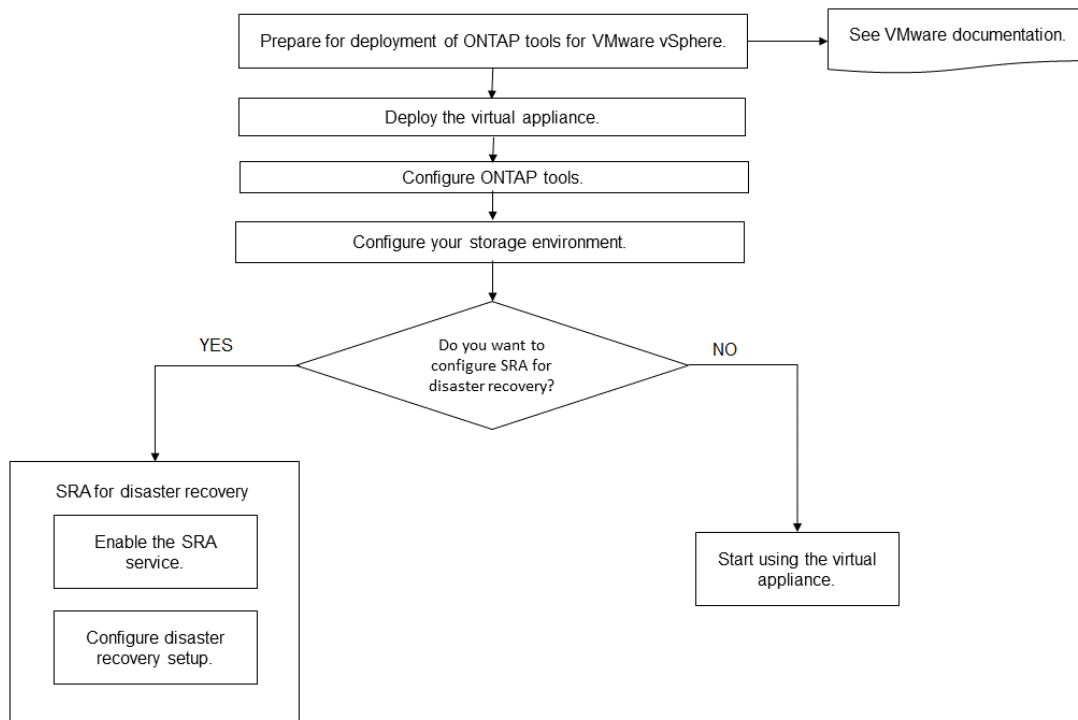 Prepare for deployment of ONTAP tools for VMware vSphere.
See VMware documentation.
Deploy the virtual appliance.
Configure ONTAP tools.
Configure your storage environment.
Do you want to
configure SRA for
disaster recovery?
YES
NO
SRA for disaster recovery
Enable the SRA
service.
Configure disaster
recovery setup.
Start using the virtual
appliance.